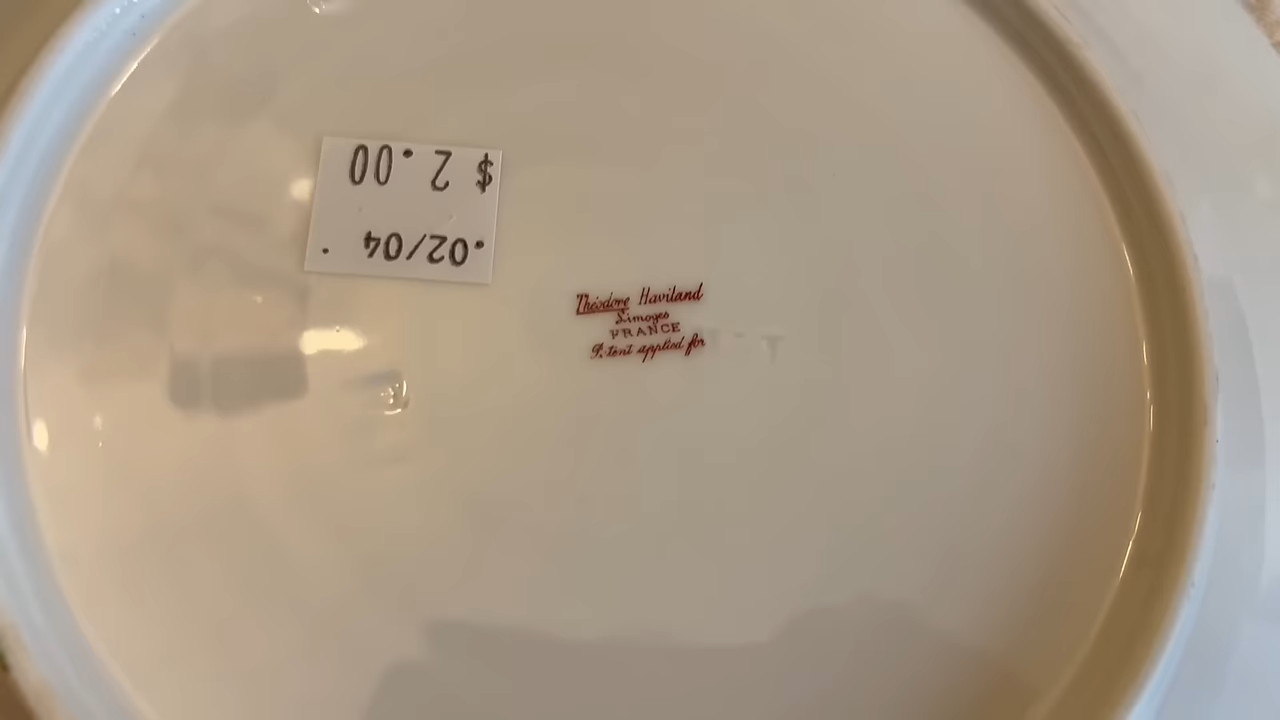 $ 2.00
.02/04 .
Théodore Haviland
Limoges
FRANCE
Patent applied for